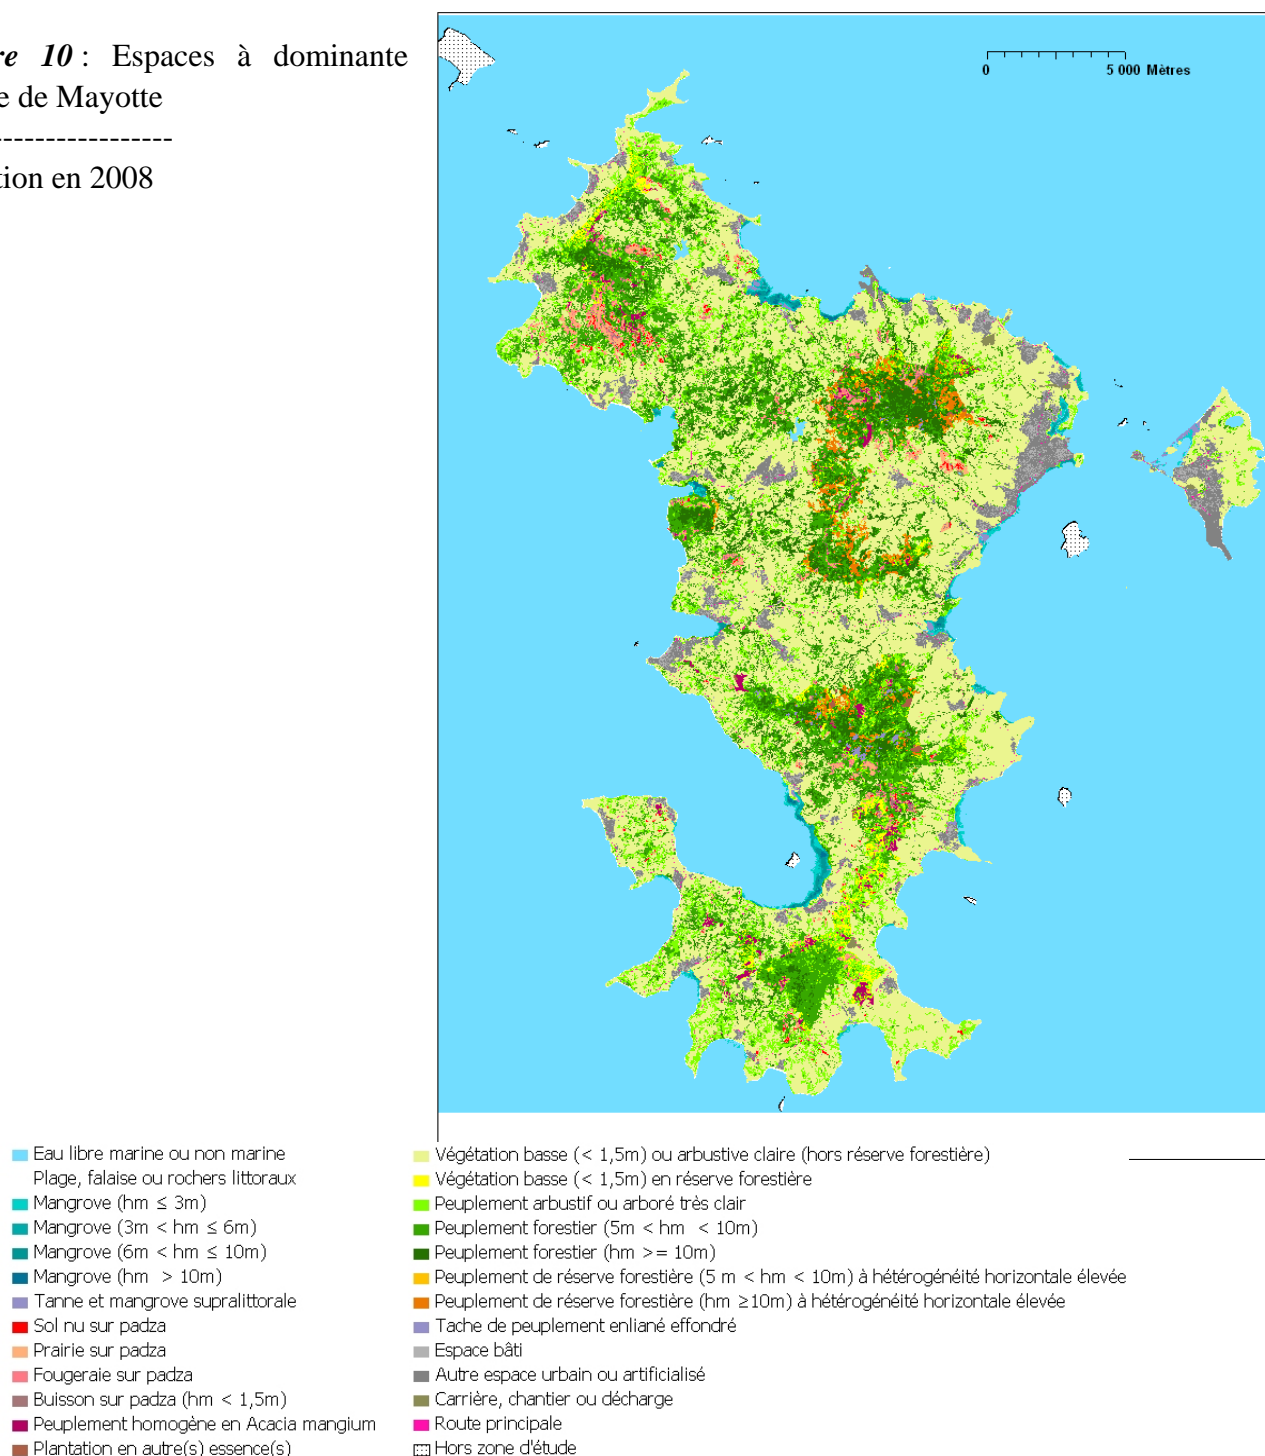 re 10 : Espaces à dominante
e de Mayotte
-----------------
tion en 2008
0 5 000 Mètres
Eau libre marine ou non marine
Plage, falaise ou rochers littoraux
Mangrove (hm ≤ 3m)
Mangrove (3m < hm ≤ 6m)
Mangrove (6m < hm ≤ 10m)
Mangrove (hm > 10m)
Tanne et mangrove supralittorale
Sol nu sur padza
Prairie sur padza
Fougeraie sur padza
Buisson sur padza (hm < 1,5m)
Peuplement homogène en Acacia mangium
Plantation en autre(s) essence(s)
Végétation basse (< 1,5m) ou arbustive claire (hors réserve forestière)
Végétation basse (< 1,5m) en réserve forestière
Peuplement arbustif ou arboré très clair
Peuplement forestier (5m < hm < 10m)
Peuplement forestier (hm >= 10m)
Peuplement de réserve forestière (5 m < hm < 10m) à hétérogénéité horizontale élevée
Peuplement de réserve forestière (hm ≥10m) à hétérogénéité horizontale élevée
Tache de peuplement enliané effondré
Espace bâti
Autre espace urbain ou artificialisé
Carrière, chantier ou décharge
Route principale
Hors zone d'étude